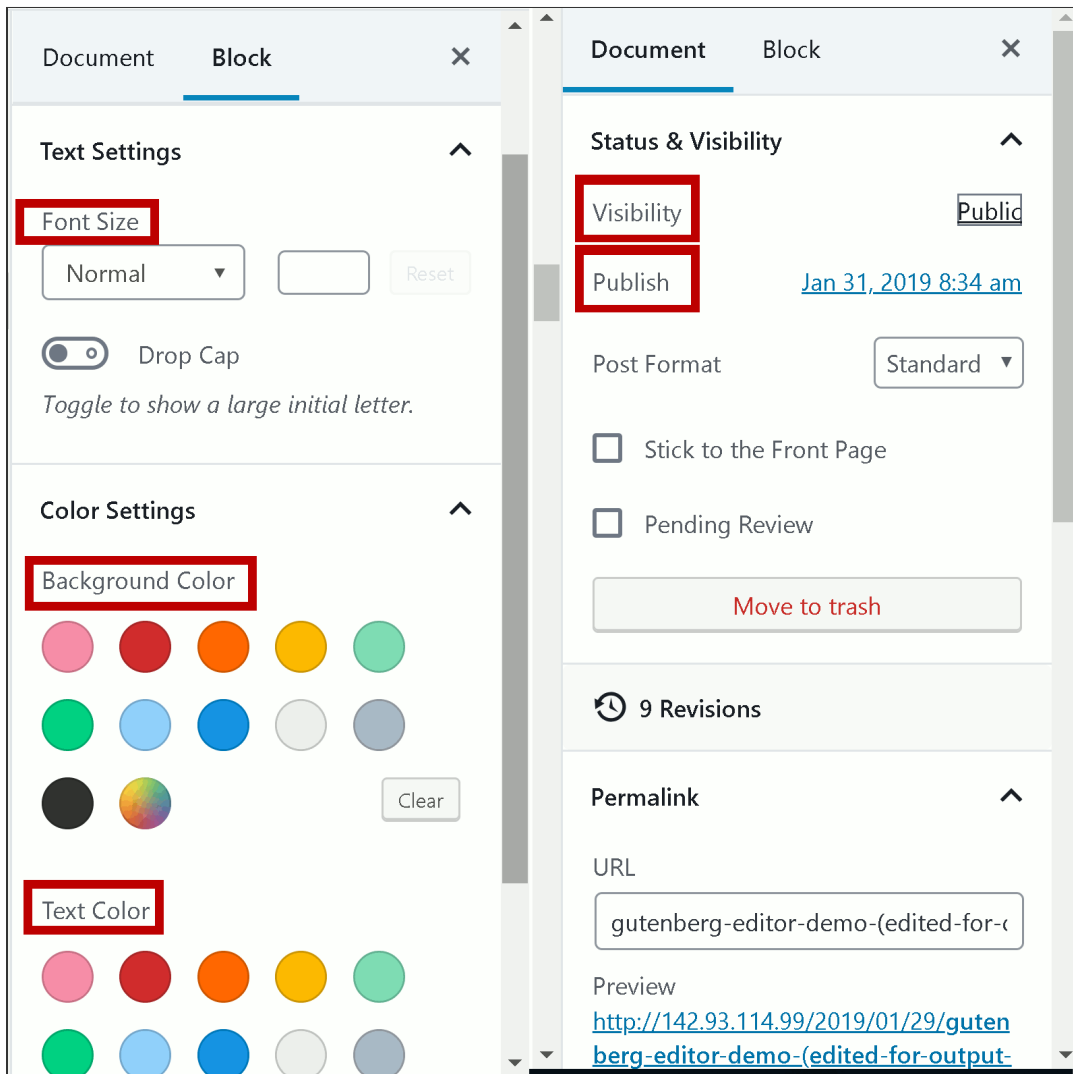 Document Block ×
Text Settings
Font Size
Normal Reset
Drop Cap
Toggle to show a large initial letter.
Color Settings
Background Color
Clear
Text Color
Document Block ×
Status & Visibility
Visibility Public
Publish Jan 31, 2019 8:34 am
Post Format Standard
Stick to the Front Page
Pending Review
Move to trash
9 Revisions
Permalink
URL
gutenberg-editor-demo-(edited-for-
Preview
http://142.93.114.99/2019/01/29/guten
berg-editor-demo-(edited-for-output-